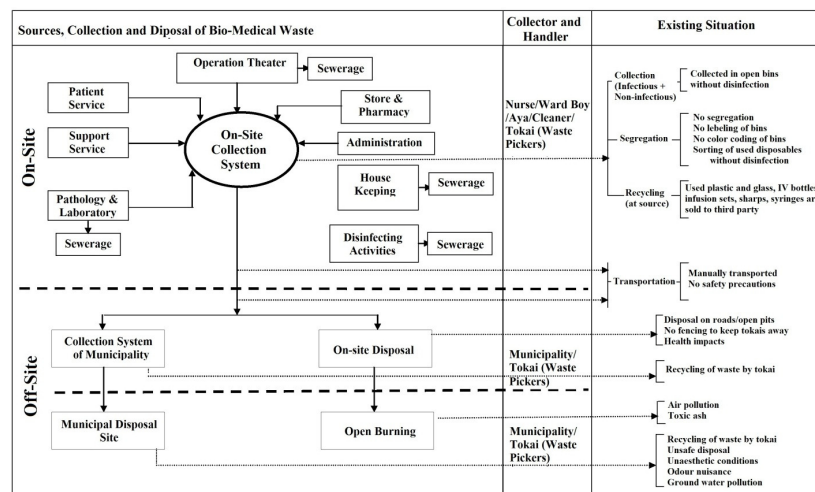 Sources, Collection and Diposal of Bio-Medical Waste
Collector and
Handler
Existing Situation
On-Site
Operation Theater
Sewerage
Patient
Service
Store &
Pharmacy
Support
Service
On-Site
Collection
System
Administration
House
Keeping
Sewerage
Pathology &
Laboratory
Sewerage
Disinfecting
Activities
Sewerage
Nurse/Ward Boy
/Aya/Cleaner/
Tokai (Waste
Pickers)
Collection
(Infectious +
Non-infectious)
Collected in open bins
without disinfection
Segregation
No segregation
No labeling of bins
No color coding of bins
Sorting of used disposables
without disinfection
Recycling
(at source)
Used plastic and glass, IV bottles
infusion sets, sharps, syringes ar
sold to third party
Transportation
Manually transported
No safety precautions
Off-Site
Collection System
of Municipality
On-site Disposal
Municipality/
Tokai (Waste
Pickers)
Disposal on roads/open pits
No fencing to keep tokais away
Health impacts
Recycling of waste by tokai
Municipal Disposal
Site
Open Burning
Municipality/
Tokai (Waste
Pickers)
Air pollution
Toxic ash
Recycling of waste by tokai
Unsafe disposal
Unaesthetic conditions
Odour nuisance
Ground water pollution